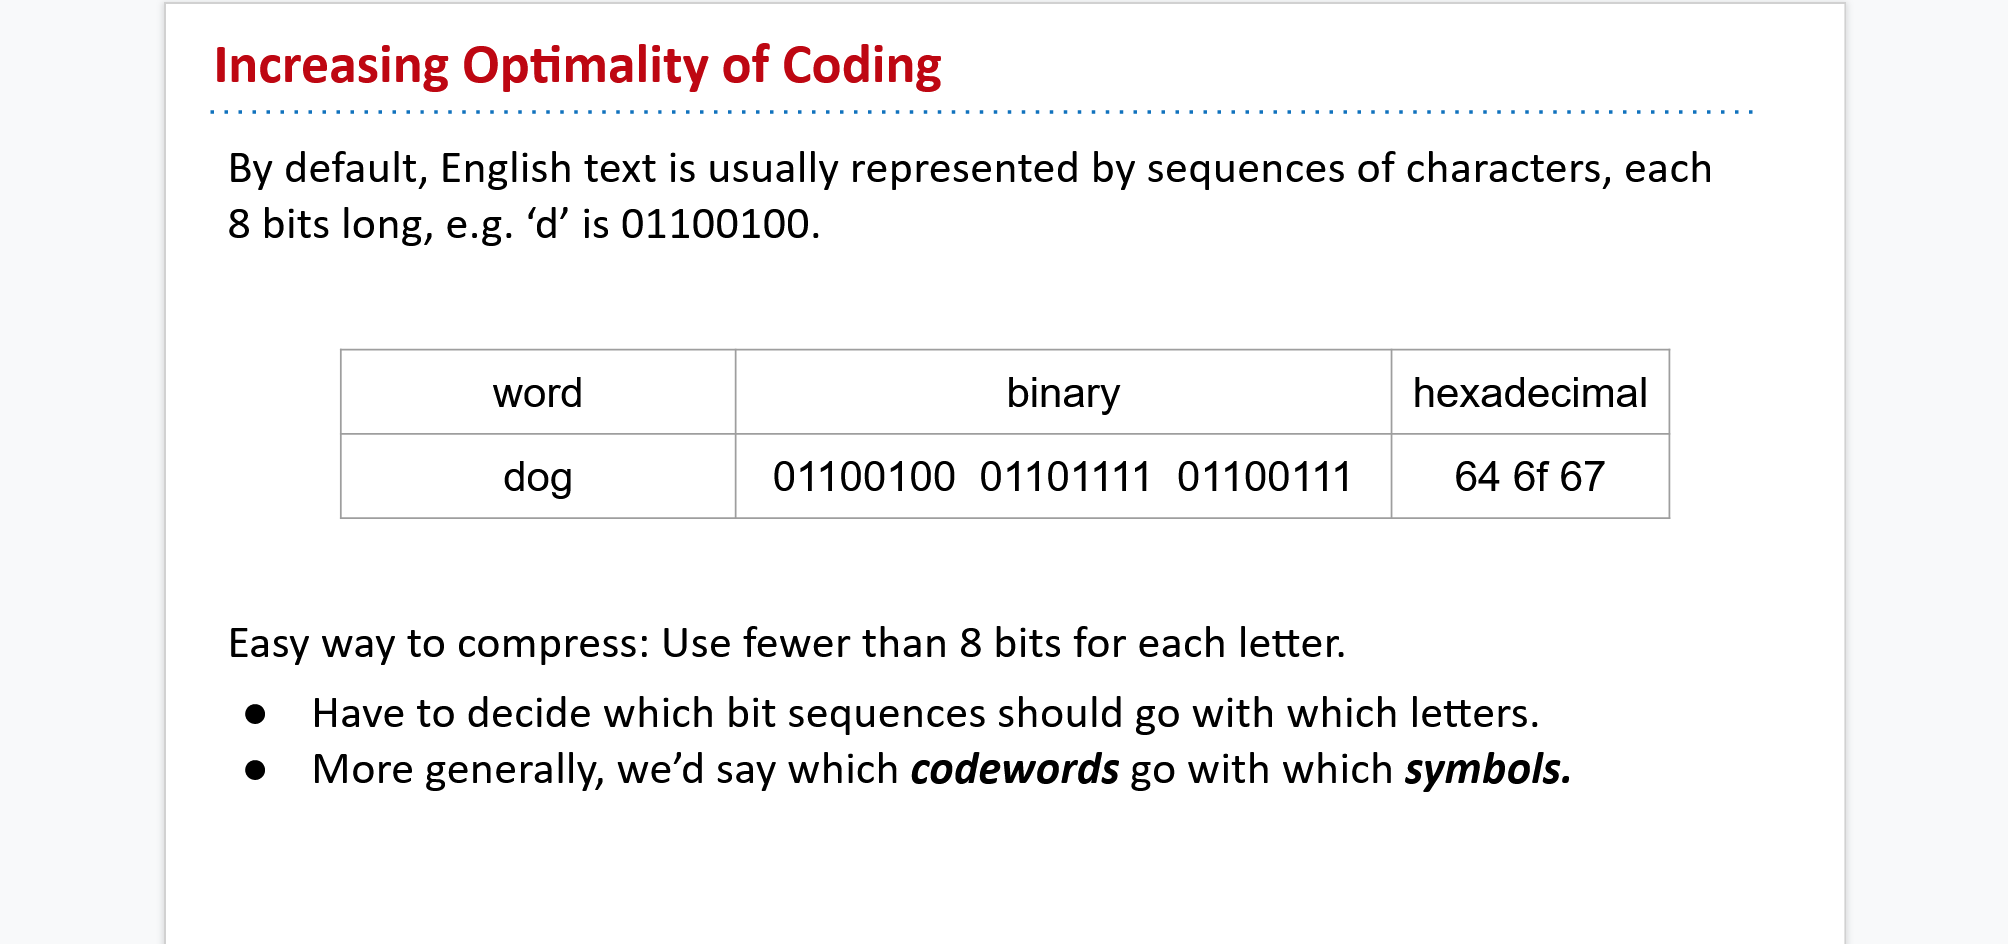 Increasing Optimality of Coding
By default, English text is usually represented by sequences of characters, each
8 bits long, e.g. ‘d’ is 01100100.
word binary hexadecimal
dog 01100100 01101111 01100111 64 6f 67
Easy way to compress: Use fewer than 8 bits for each letter.
● Have to decide which bit sequences should go with which letters.
● More generally, we’d say which codewords go with which symbols.